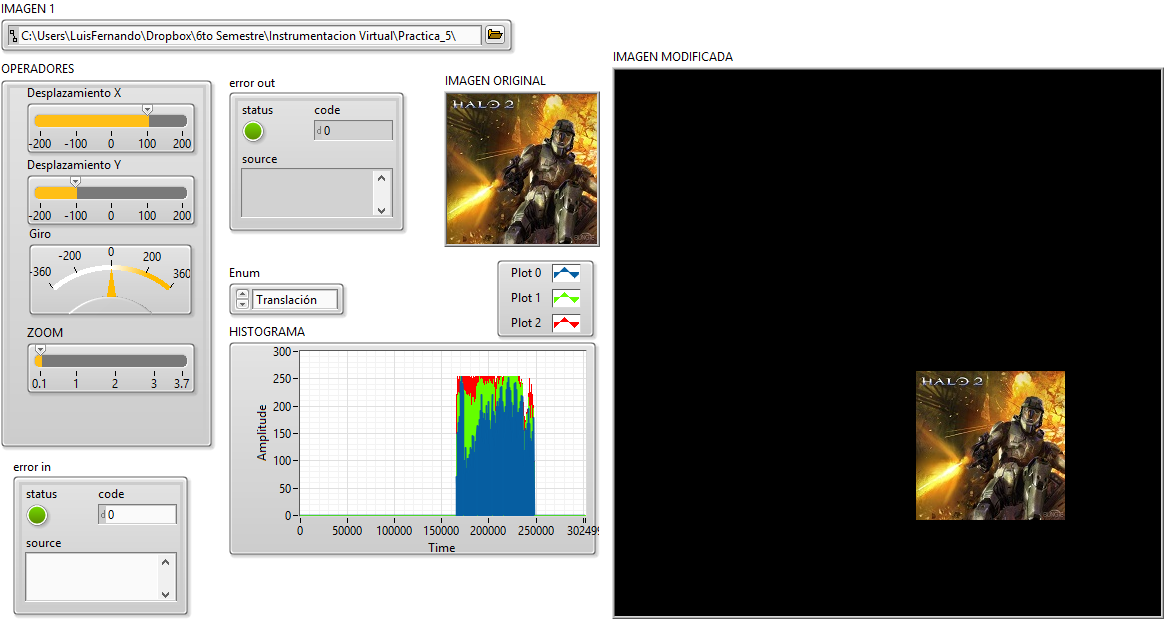 IMAGEN 1
C:\Users\LuisFernando\Dropbox\6to Semestre\Instrumentacion Virtual\Practica_5\
OPERADORES
Desplazamiento X
-200 -100 0 100 200
Desplazamiento Y
-200 -100 0 100 200
Giro
-360 -200 0 200 360
ZOOM
0.1 1 2 3 3.7
error in
status code
d 0
source
error out
status code
d 0
source
Enum
Translación
HISTOGRAMA
Plot 0
Plot 1
Plot 2
Amplitude
300
250
200
150
100
50
0
0 50000 100000 150000 200000 250000 302499
Time
IMAGEN ORIGINAL
HALO 2
BUNGIE
IMAGEN MODIFICADA
HALO 2
BUNGIE